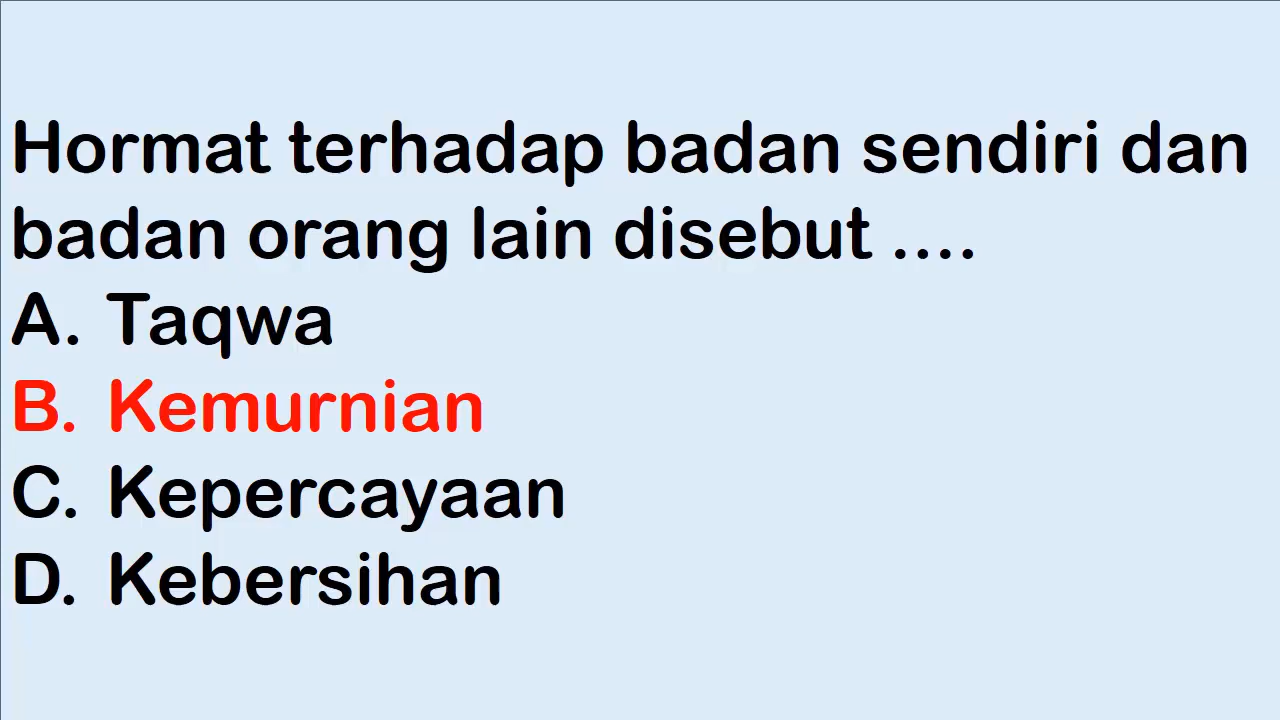 Hormat terhadap badan sendiri dan
badan orang lain disebut ....
A. Taqwa
B. Kemurnian
C. Kepercayaan
D. Kebersihan